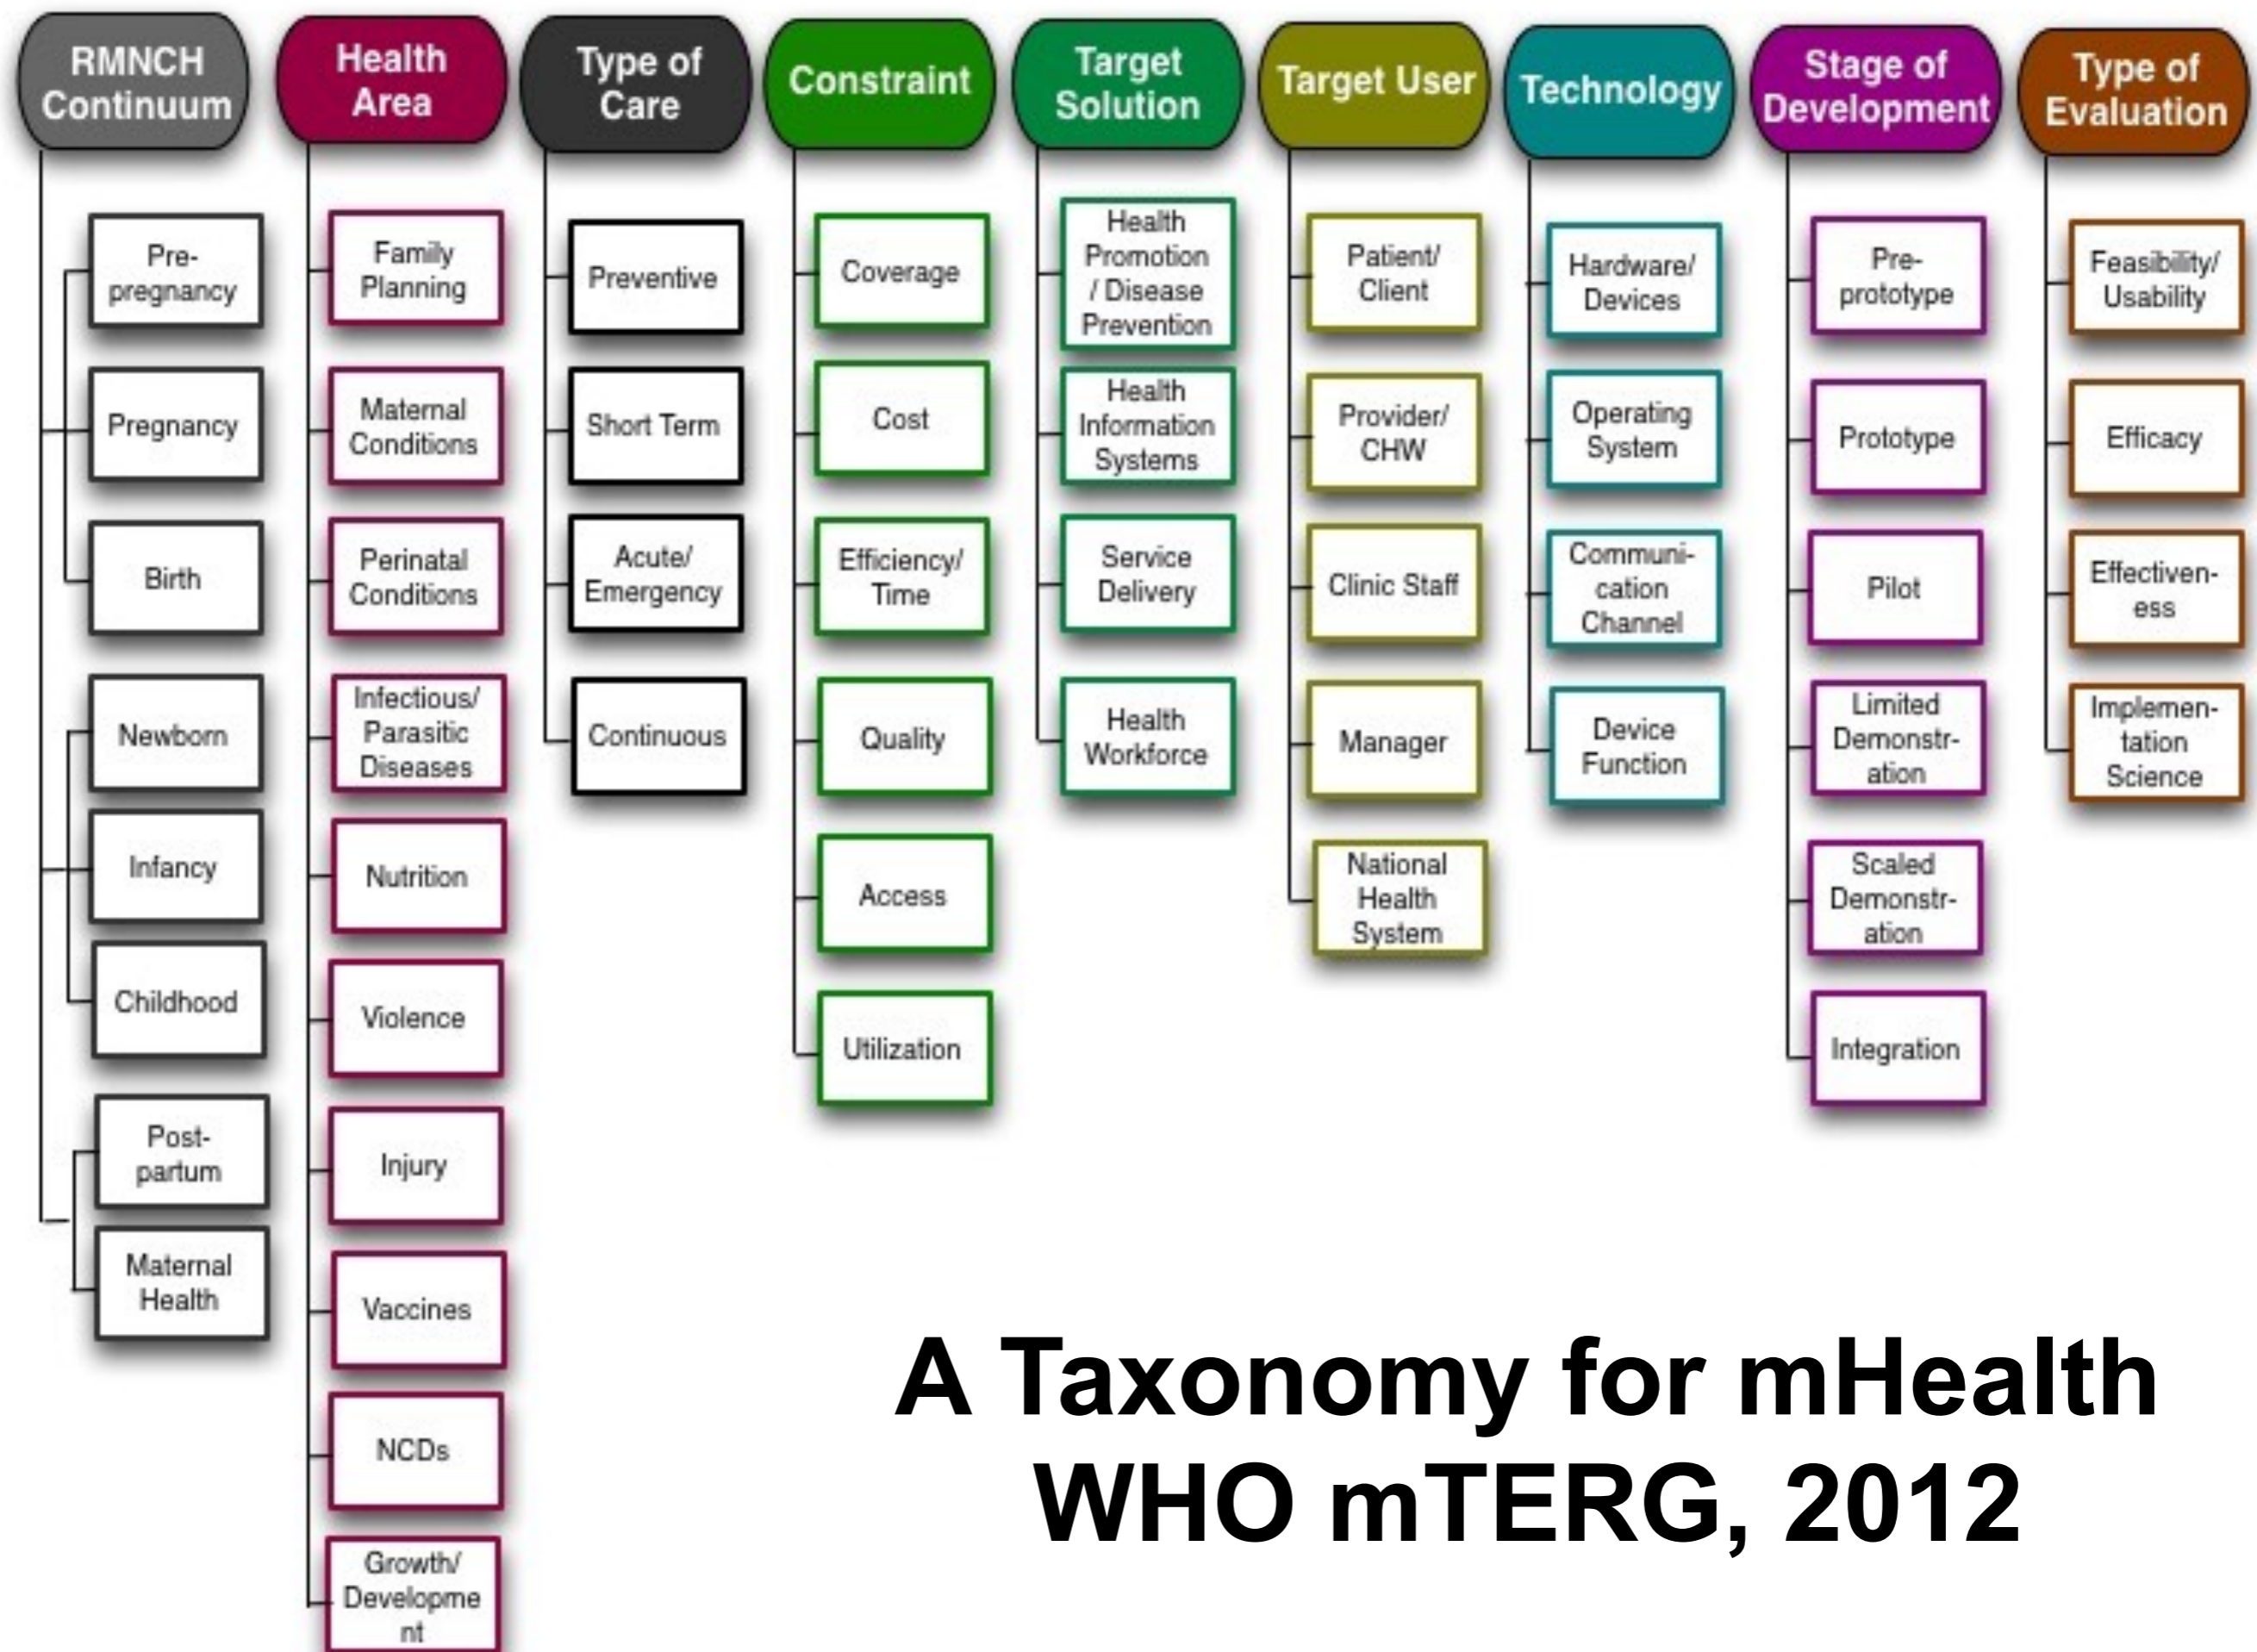 RMNCH
Continuum
Pre-
pregnancy
Pregnancy
Birth
Newborn
Infancy
Childhood
Post-
partum
Maternal
Health
Health
Area
Family
Planning
Maternal
Conditions
Perinatal
Conditions
Infectious/
Parasitic
Diseases
Nutrition
Violence
Injury
Vaccines
NCDs
Growth/
Developme
nt
Type of
Care
Preventive
Short Term
Acute/
Emergency
Continuous
Constraint
Coverage
Cost
Efficiency/
Time
Quality
Access
Utilization
Target
Solution
Health
Promotion
/ Disease
Prevention
Health
Information
Systems
Service
Delivery
Health
Workforce
Target User
Patient/
Client
Provider/
CHW
Clinic Staff
Manager
National
Health
System
Technology
Hardware/
Devices
Operating
System
Communi-
cation
Channel
Device
Function
Stage of
Development
Pre-
prototype
Prototype
Pilot
Limited
Demonstr-
ation
Scaled
Demonstr-
ation
Integration
Type of
Evaluation
Feasibility/
Usability
Efficacy
Effectiven-
ess
Implemen-
tation
Science
A Taxonomy for mHealth
WHO mTERG, 2012